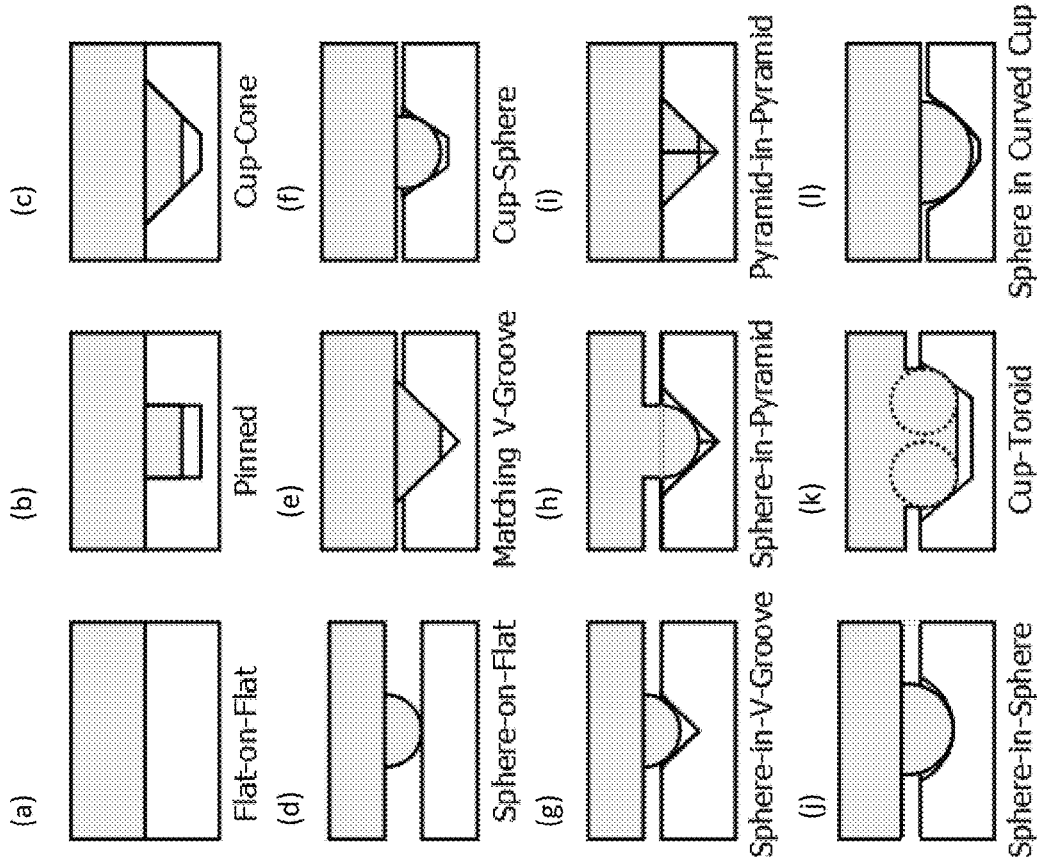 (a)
Flat-on-Flat
(b)
Pinned
(c)
Cup-Cone
(d)
Sphere-on-Flat
(e)
Matching V-Groove
(f)
Cup-Sphere
(g)
Sphere-in-V-Groove
(h)
Sphere-in-Pyramid
(i)
Pyramid-in-Pyramid
(j)
Sphere-in-Sphere
(k)
Cup-Toroid
(l)
Sphere in Curved Cup